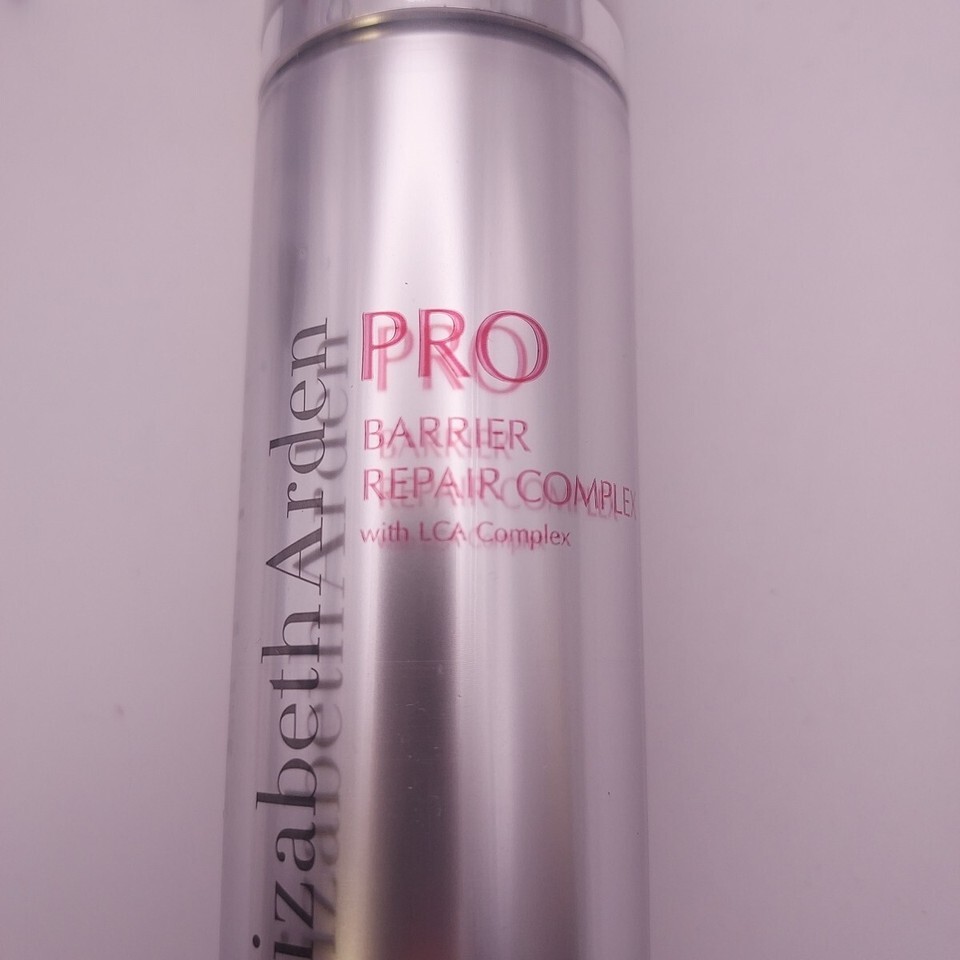 izabethArden
PRO
BARRIER
REPAIR COMPLEX
with LCA Complex